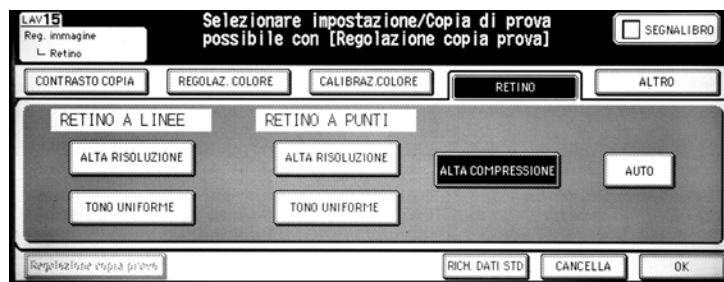 LAV15
Selezionare impostazione/Copia di prova
possibile con [Regolazione copia prova]
SEGNALIBRO
Reg. immagine
Retino
CONTRASTO COPIA
REGOLAZ. COLORE
CALIBRAZ.COLORE
RETINO
ALTRO
RETINO A LINEE
RETINO A PUNTI
ALTA RISOLUZIONE
ALTA RISOLUZIONE
ALTA COMPRESSIONE
AUTO
TONO UNIFORME
TONO UNIFORME
Regolazione copia prova
RICH. DATI STD
CANCELLA
OK